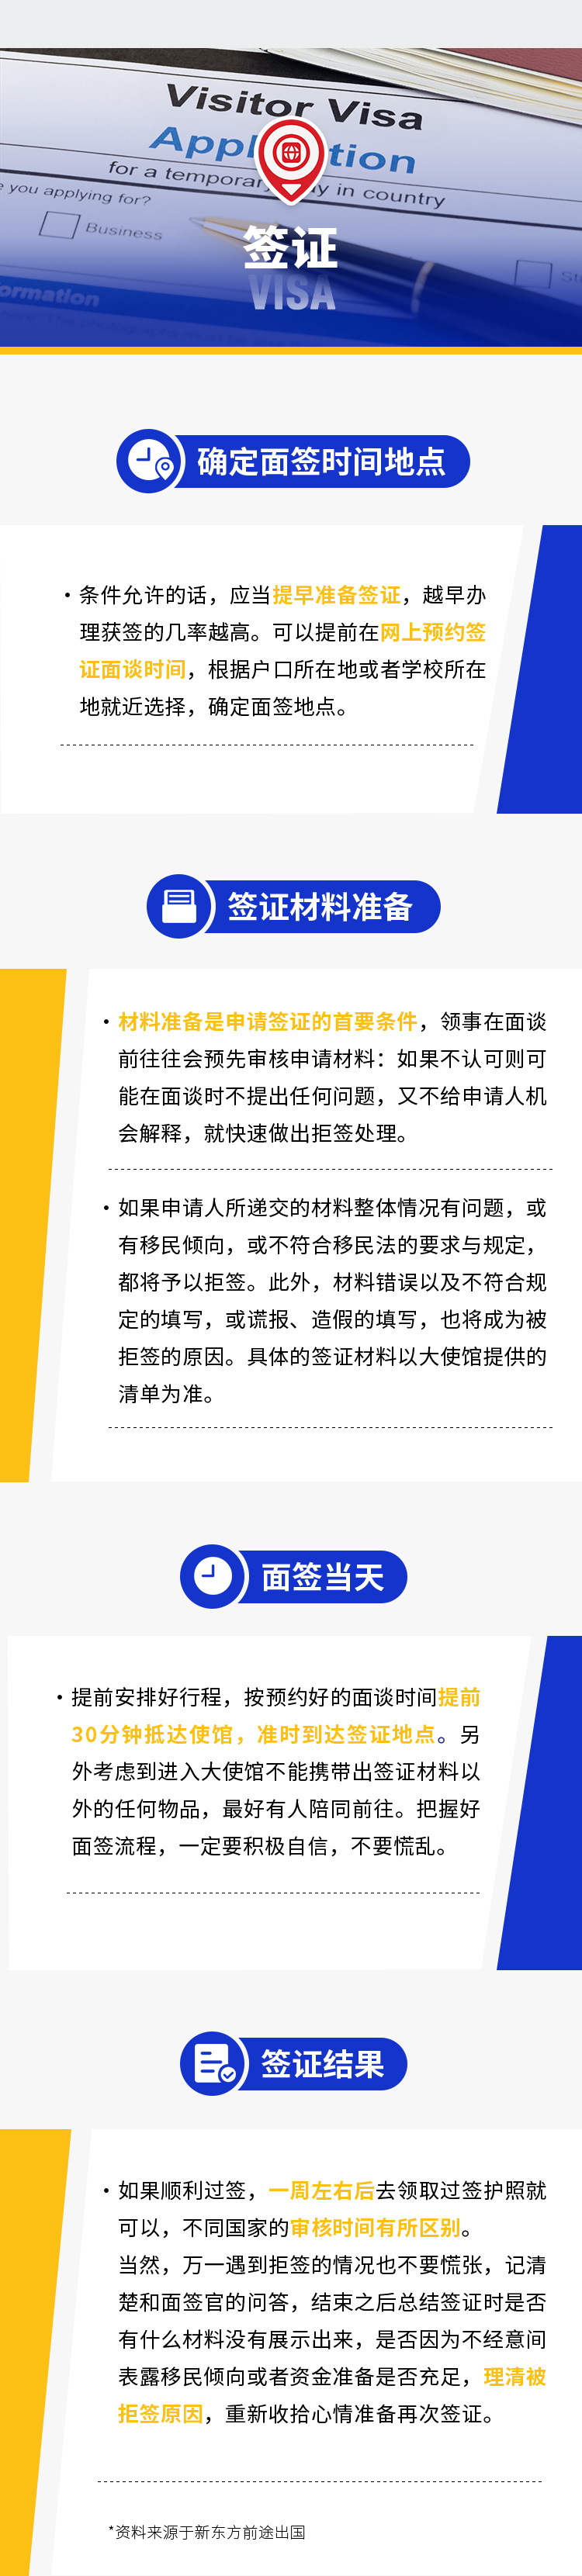 Visitor Visa
Application
for a temporary stay in country
you applying for?
Business
签证
VISA
确定面签时间地点
·条件允许的话，应当提早准备签证，越早办
理获签的几率越高。可以提前在网上预约签
证面谈时间，根据户口所在地或者学校所在
地就近选择，确定面签地点。
签证材料准备
·材料准备是申请签证的首要条件，领事在面谈
前往往会预先审核申请材料：如果不认可则可
能在面谈时不提出任何问题，又不给申请人机
会解释，就快速做出拒签处理。
·如果申请人所递交的材料整体情况有问题，或
有移民倾向，或不符合移民法的要求与规定，
都将予以拒签。此外，材料错误以及不符合规
定的填写，或谎报、造假的填写，也将成为被
拒签的原因。具体的签证材料以大使馆提供的
清单为准。
面签当天
·提前安排好行程，按预约好的面谈时间提前
30分钟抵达使馆，准时到达签证地点。另
外考虑到进入大使馆不能携带出签证材料以
外的任何物品，最好有人陪同前往。把握好
面签流程，一定要积极自信，不要慌乱。
签证结果
·如果顺利过签，一周左右后去领取过签护照就
可以，不同国家的审核时间有所区别。
当然，万一遇到拒签的情况也不要慌张，记清
楚和面签官的问答，结束之后总结签证时是否
有什么材料没有展示出来，是否因为不经意间
表露移民倾向或者资金准备是否充足，理清被
拒签原因，重新收拾心情准备再次签证。
*资料来源于新东方前途出国